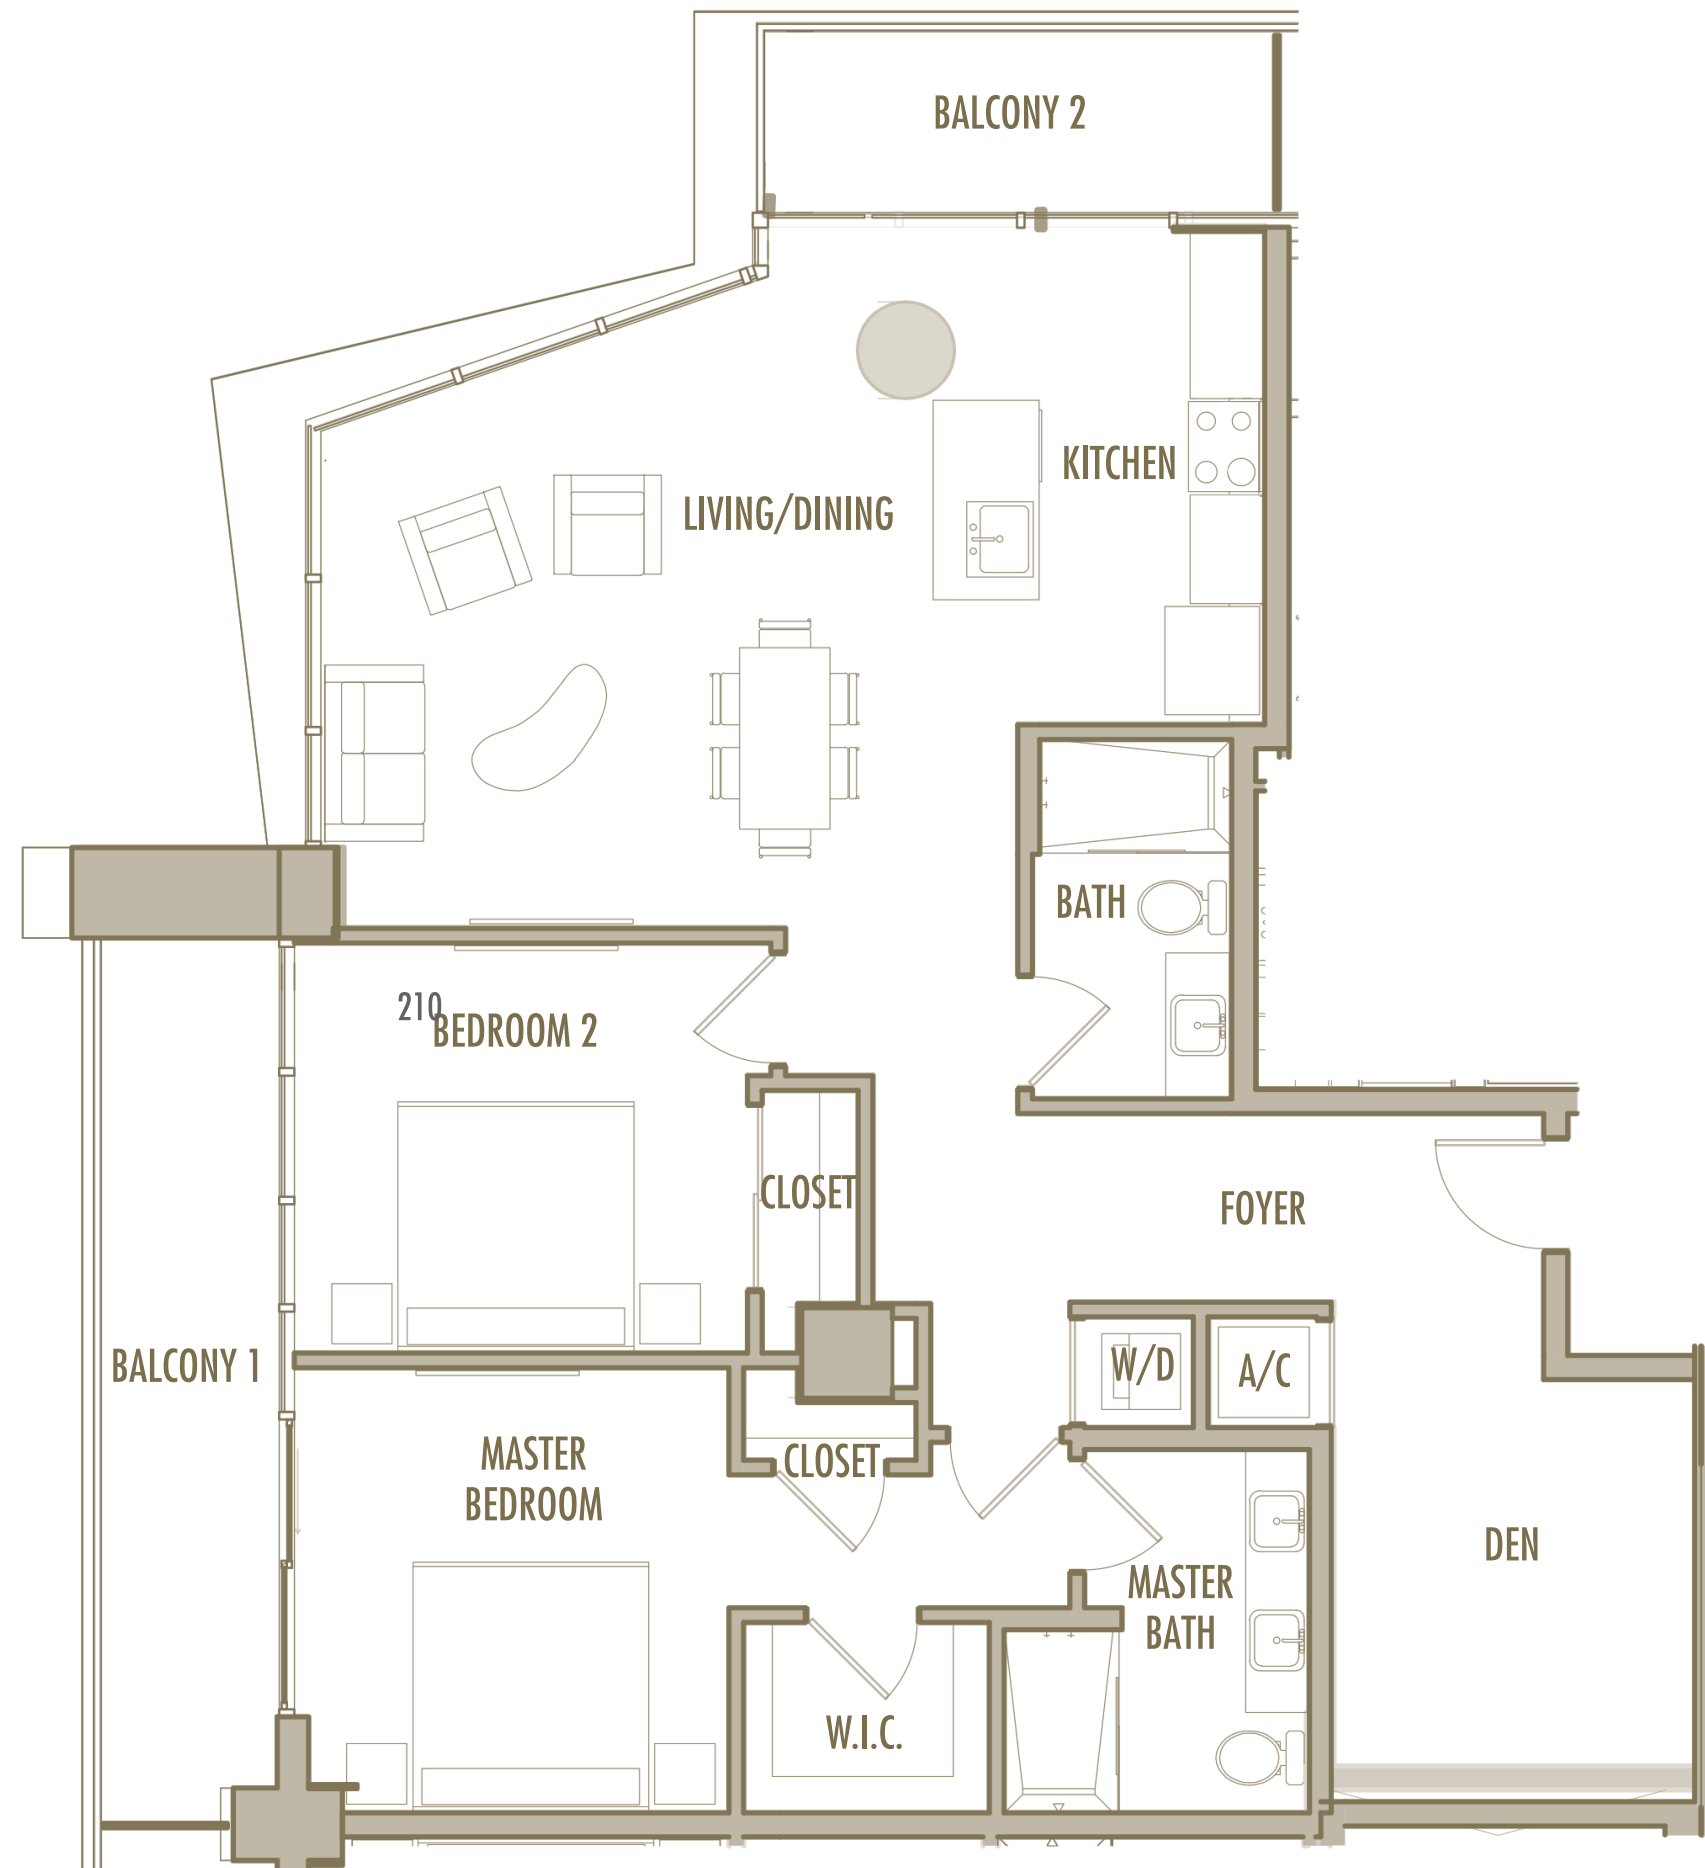 BALCONY 2
KITCHEN
LIVING/DINING
BATH
210
BEDROOM 2
CLOSET
FOYER
BALCONY 1
W/D
A/C
MASTER
BEDROOM
CLOSET
DEN
MASTER
BATH
W.I.C.